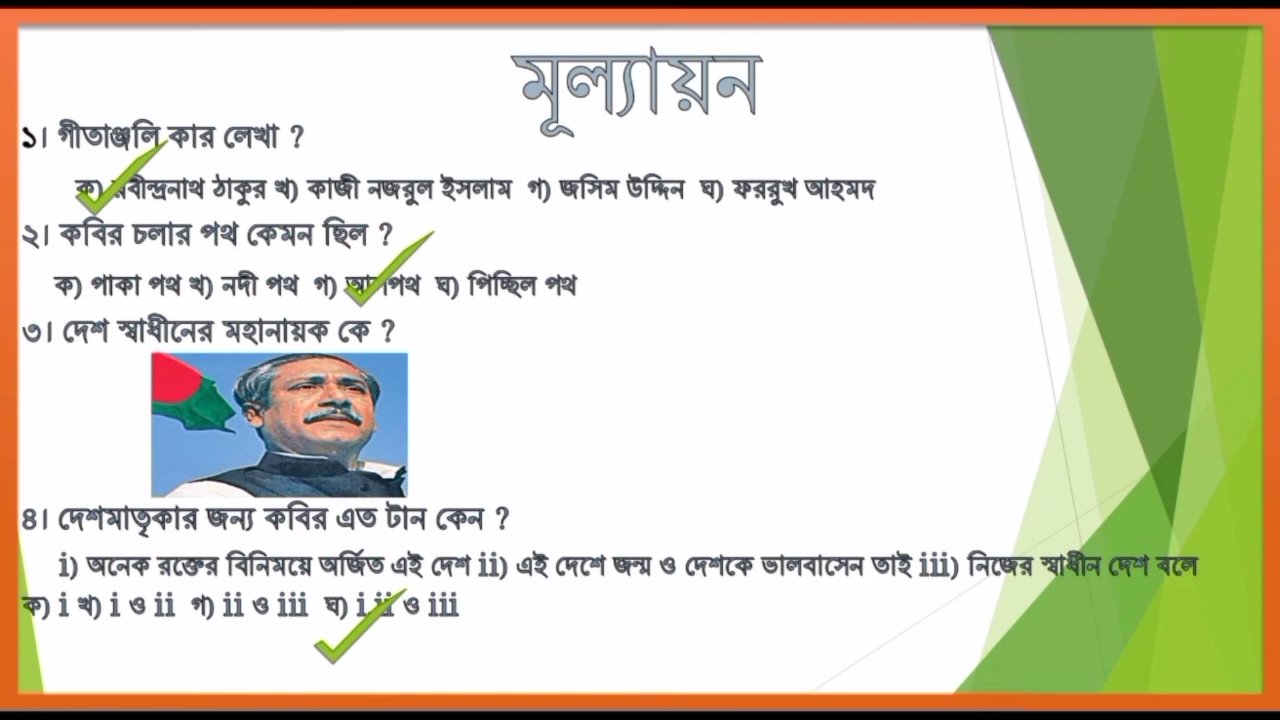 মূল্যায়ন
১। গীতাঞ্জলি কার লেখা ?
ক) রবীন্দ্রনাথ ঠাকুর খ) কাজী নজরুল ইসলাম গ) জসিম উদ্দিন ঘ) ফররুখ আহমদ
২। কবির চলার পথ কেমন ছিল ?
ক) পাকা পথ খ) নদী পথ গ) ঘ) পিচ্ছিল পথ
৩। দেশ স্বাধীনের মহানায়ক কে ?
৪। দেশমাতৃকার জন্য কবির এত টান কেন ?
i) অনেক রক্তের বিনিময়ে অর্জিত এই দেশ ii) এই দেশে জন্ম ও দেশকে ভালবাসেন তাই iii) নিজের স্বাধীন দেশ বলে
ক) i খ) i ও ii গ) ii ও iii ঘ) i,ii ও iii